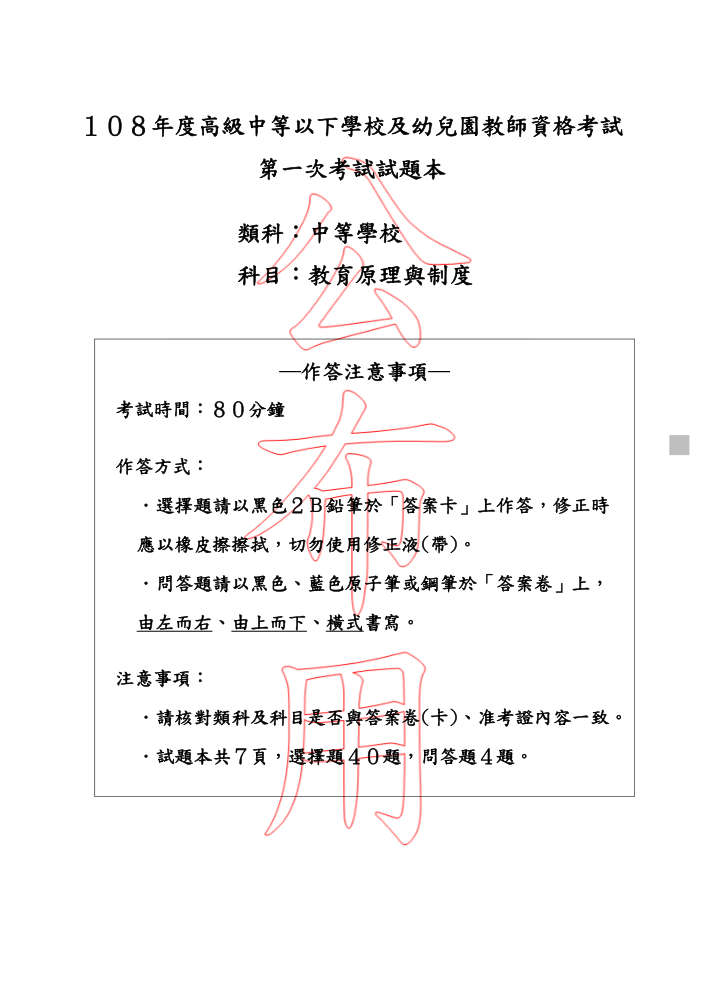 １０８年度高級中等以下學校及幼兒園教師資格考試
第一次考試試題本
類科：中等學校
科目：教育原理與制度
—作答注意事項—
考試時間：８０分鐘
作答方式：
．選擇題請以黑色２Ｂ鉛筆於「答案卡」上作答，修正時
應以橡皮擦擦拭，切勿使用修正液(帶)。
．問答題請以黑色、藍色原子筆或鋼筆於「答案卷」上，
由左而右、由上而下、橫式書寫。
注意事項：
．請核對類科及科目是否與答案卷(卡)、准考證內容一致。
．試題本共７頁，選擇題４０題，問答題４題。
公布用